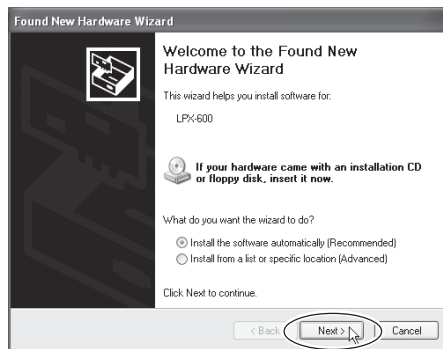 Found New Hardware Wizard
Welcome to the Found New
Hardware Wizard
This wizard helps you install software for:
LPX-600
If your hardware came with an installation CD
or floppy disk, insert it now.
What do you want the wizard to do?
Install the software automatically (Recommended)
Install from a list or specific location (Advanced)
Click Next to continue.
< Back Next > Cancel